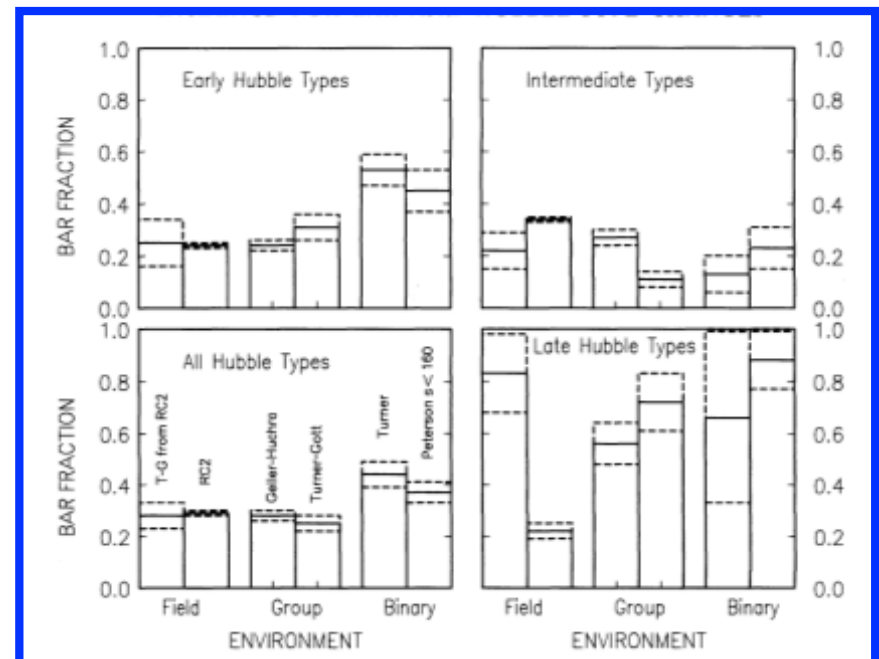 1.0
0.8
0.6
0.4
0.2
0.0
BAR FRACTION
Early Hubble Types
Intermediate Types
1.0
0.8
0.6
0.4
0.2
0.0
1.0
0.8
0.6
0.4
0.2
0.0
BAR FRACTION
All Hubble Types
T-G from RC2
RC2
Geller-Huchra
Turner-Gott
Turner
Peterson s < 160
Late Hubble Types
1.0
0.8
0.6
0.4
0.2
0.0
Field Group Binary
ENVIRONMENT
Field Group Binary
ENVIRONMENT